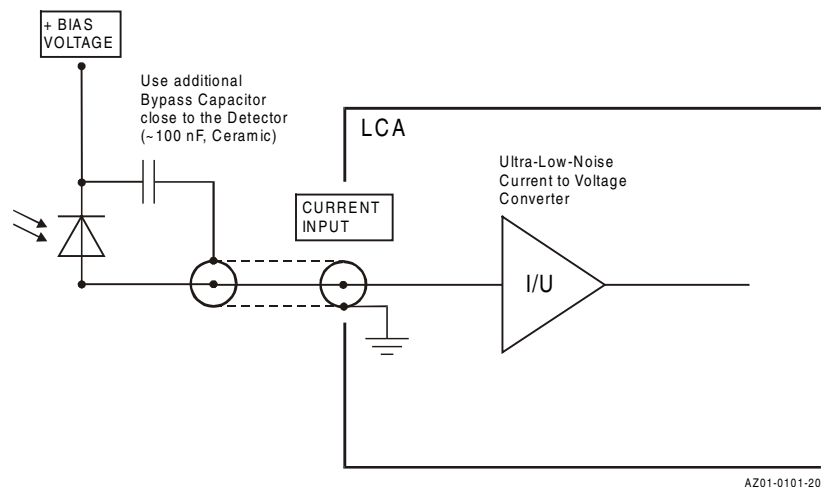 + BIAS
VOLTAGE
Use additional
Bypass Capacitor
close to the Detector
(~100 nF, Ceramic)
LCA
CURRENT
INPUT
Ultra-Low-Noise
Current to Voltage
Converter
I/U
AZ01-0101-20